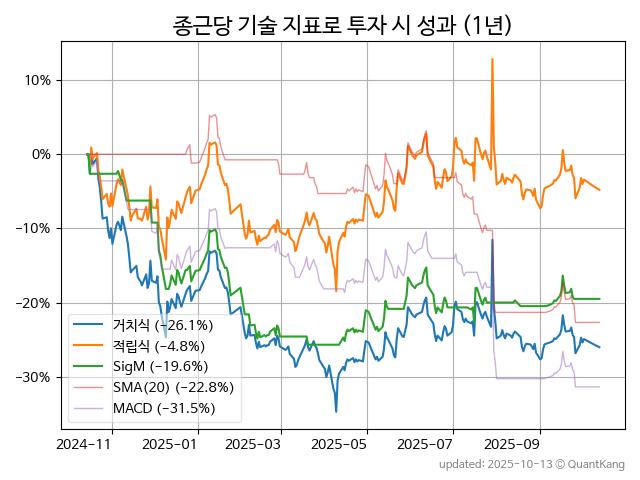 종근당 기술 지표로 투자 시 성과 (1년)
10%
0%
−10%
−20%
−30%
거치식 (−26.1%)
적립식 (−4.8%)
SigM (−19.6%)
SMA(20) (−22.8%)
MACD (−31.5%)
2024-11
2025-01
2025-03
2025-05
2025-07
2025-09
updated: 2025-10-13 © QuantKang